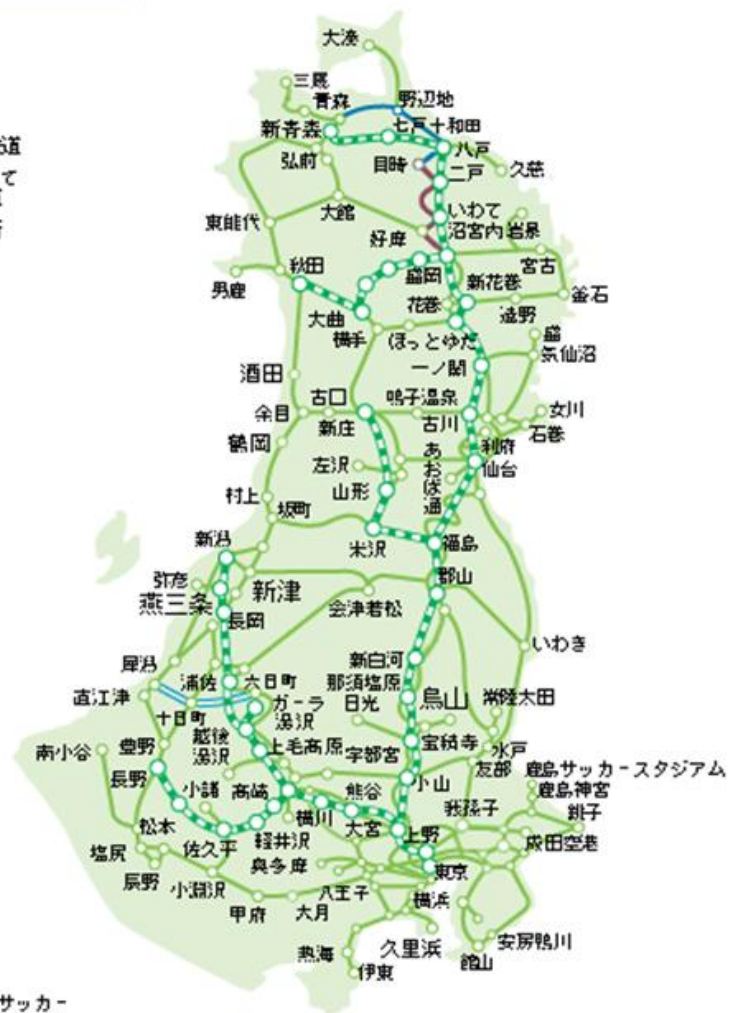 大湊
三厩
青森
野辺地
新青森
七戸十和田
道
八戸
弘前
目時
二戸
久慈
て
大館
いわて
沼宮内
岩泉
東能代
好摩
秋田
盛岡
宮古
男鹿
新花巻
釜石
大曲
花巻
遠野
横手
ほっとゆだ
盛
一ノ関
気仙沼
酒田
古口
鳴子温泉
余目
新庄
古川
女川
石巻
鶴岡
左沢
あおば通
利府
仙台
山形
村上
坂町
米沢
福島
新潟
弥彦
新津
郡山
燕三条
会津若松
長岡
いわき
犀潟
浦佐
六日町
新白河
那須塩原
直江津
ガーラ
湯沢
日光
烏山
常陸太田
十日町
越後
湯沢
南小谷
豊野
上毛高原
宇都宮
宝積寺
水戸
友部
鹿島サッカースタジアム
長野
小諸
高崎
熊谷
小山
鹿島神宮
我孫子
銚子
松本
横川
大宮
上野
塩尻
佐久平
軽井沢
成田空港
奥多摩
東京
辰野
小淵沢
八王子
横浜
甲府
大月
安房鴨川
熱海
久里浜
館山
伊東
サッカー